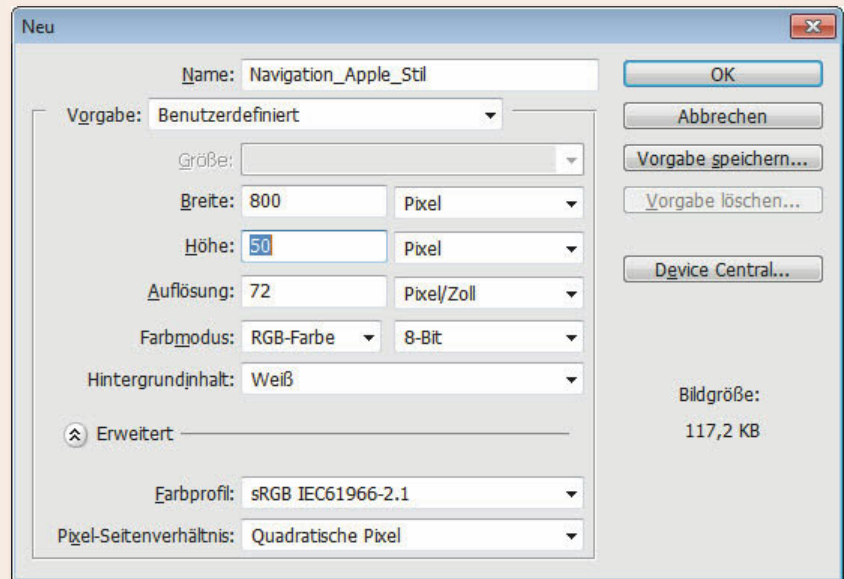 Neu
Name: Navigation_Apple_Stil
OK
Vorgabe: Benutzerdefiniert
Abbrechen
Größe:
Vorgabe speichern...
Breite: 800 Pixel
Vorgabe löschen...
Höhe: 50 Pixel
Device Central...
Auflösung: 72 Pixel/Zoll
Farbmodus: RGB-Farbe 8-Bit
Hintergrundinhalt: Weiß
Bildgröße:
117,2 KB
Erweitert
Farbprofil: sRGB IEC61966-2.1
Pixel-Seitenverhältnis: Quadratische Pixel